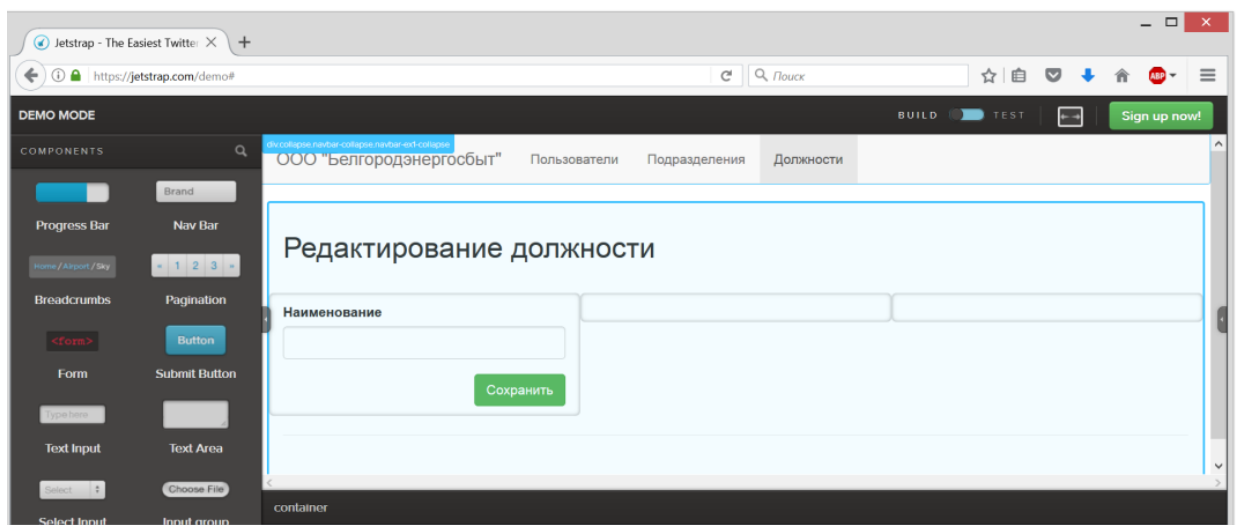 Jetstrap - The Easiest Twitte
https://jetstrap.com/demo#
Поиск
ABP
DEMO MODE
BUILD TEST
Sign up now!
COMPONENTS
div.collapse.navbar-collapse.navbar-ex1-collapse
ООО "Белгородэнергосбыт" Пользователи Подразделения Должности
Brand
Progress Bar Nav Bar
Home / Airport / Sky « 1 2 3 »
Breadcrumbs Pagination
<form> Button
Form Submit Button
Type here
Text Input Text Area
Select Choose File
Select Input Input group
Редактирование должности
Наименование
Сохранить
container